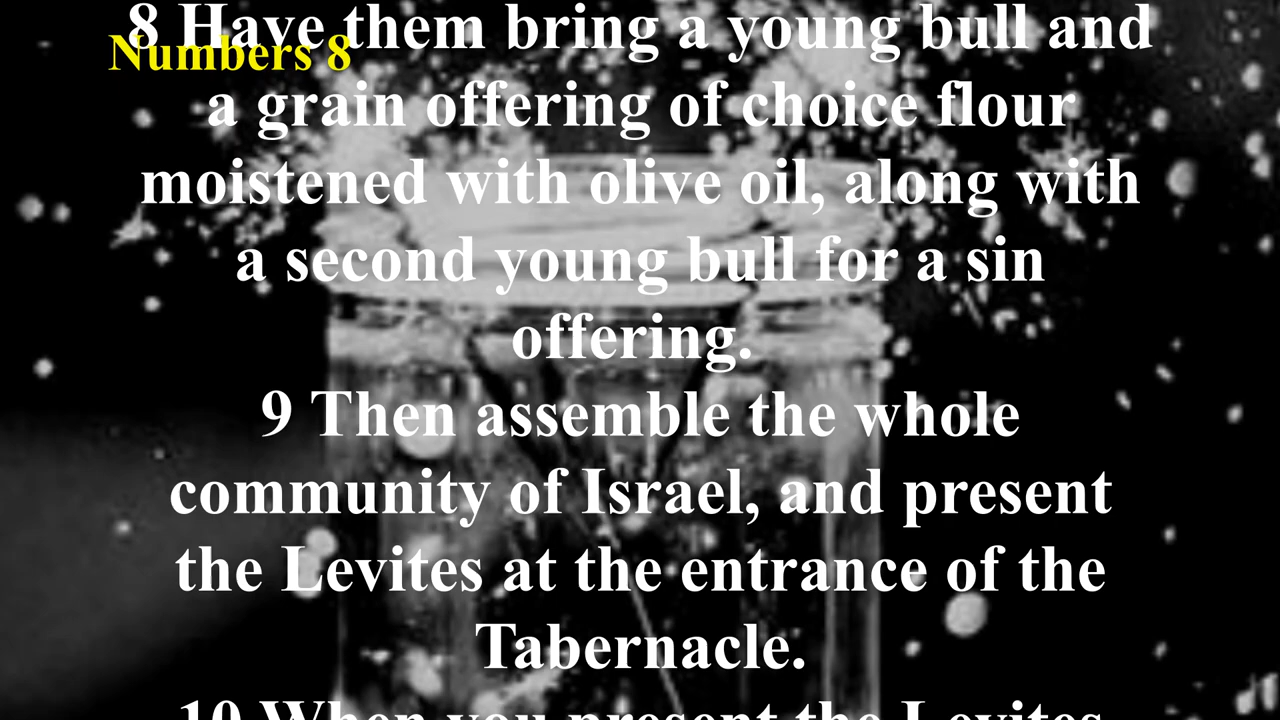 8 Have them bring a young bull and
Numbers 8
a grain offering of choice flour
moistened with olive oil, along with
a second young bull for a sin
offering.
9 Then assemble the whole
community of Israel, and present
the Levites at the entrance of the
Tabernacle.
10 When you present the Levites